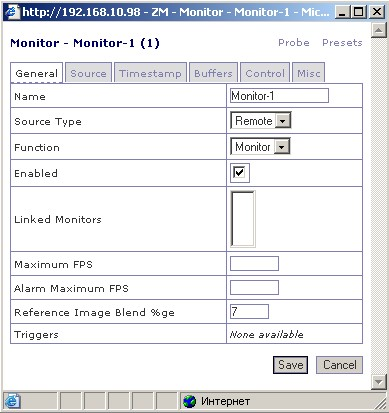 http://192.168.10.98 - ZM - Monitor - Monitor-1 - Mic...
Monitor - Monitor-1 (1)
Probe Presets
General Source Timestamp Buffers Control Misc
Name Monitor-1
Source Type Remote
Function Monitor
Enabled
Linked Monitors
Maximum FPS
Alarm Maximum FPS
Reference Image Blend %ge 7
Triggers None available
Save Cancel
Интернет